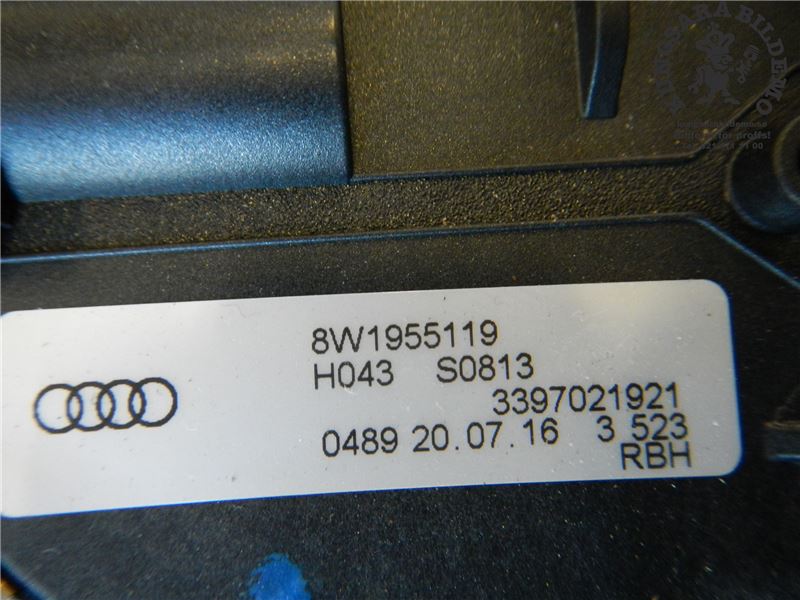 8W1955119
H043 S0813
3397021921
0489 20.07.16 3 523
RBH